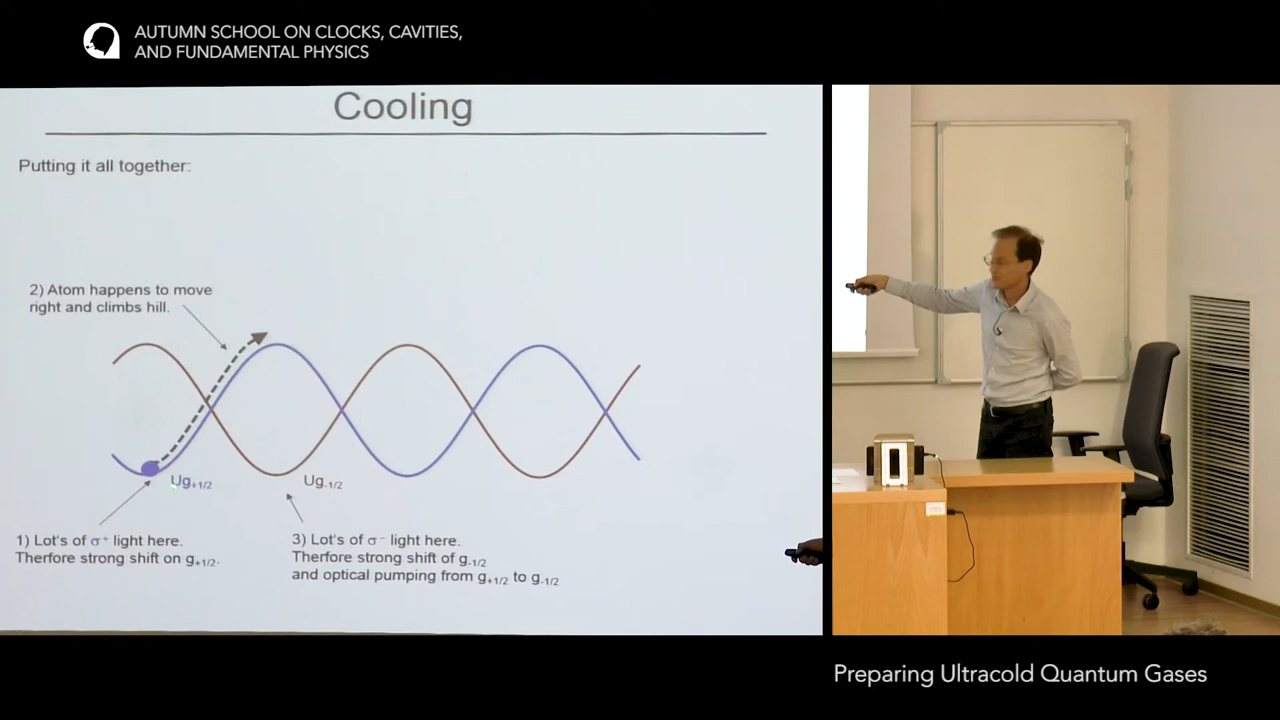 AUTUMN SCHOOL ON CLOCKS, CAVITIES,
AND FUNDAMENTAL PHYSICS
Cooling
Putting it all together:
2) Atom happens to move
right and climbs hill.
Ug+1/2
Ug-1/2
1) Lot's of σ+ light here.
Therfore strong shift on g+1/2.
3) Lot's of σ- light here.
Therfore strong shift of g-1/2
and optical pumping from g+1/2 to g-1/2
Preparing Ultracold Quantum Gases